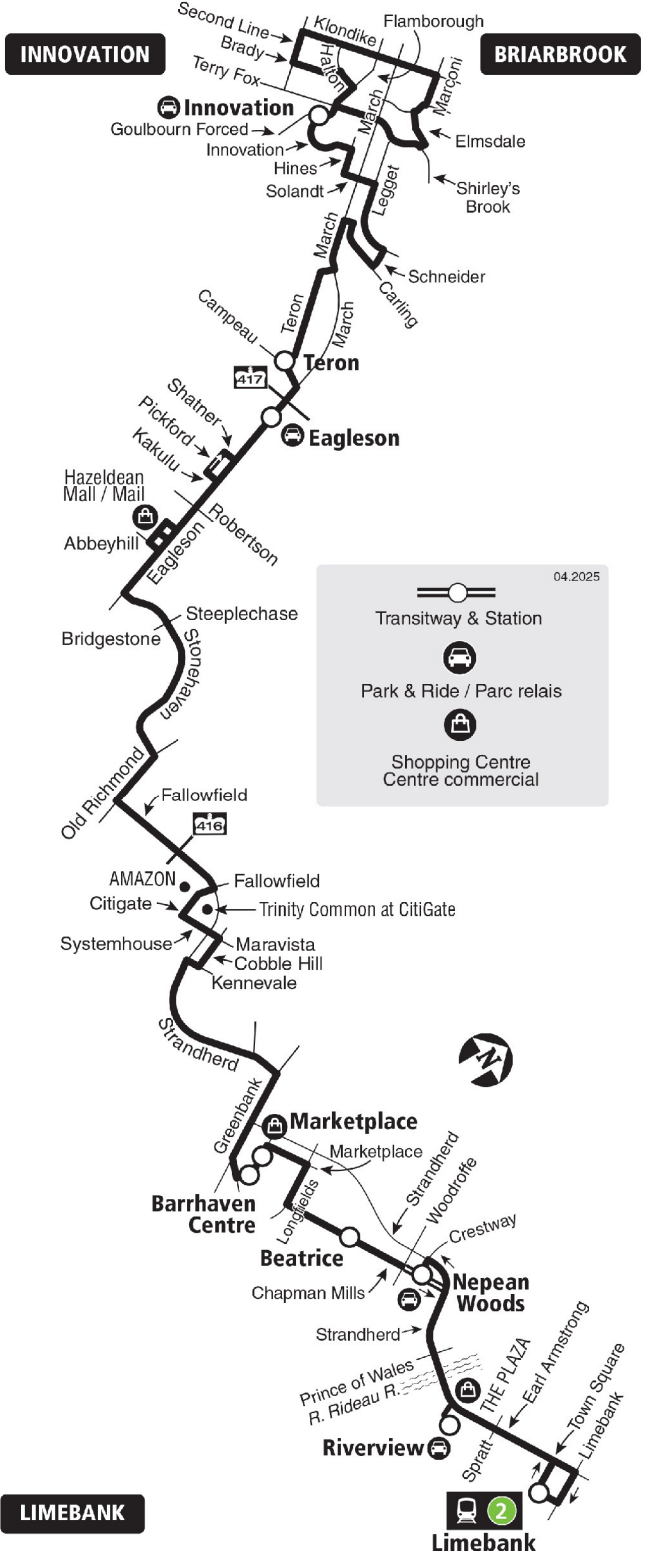 INNOVATION
BRIARBROOK
Second Line
Klondike
Flamborough
Brady
Halton
Terry Fox
March
Marconi
Innovation
Goulbourn Forced
Elmsdale
Innovation
Hines
Solandt
Legget
Shirley's
Brook
March
Schneider
Carling
Teron
March
Campeau
Teron
417
Eagleson
Shatner
Pickford
Kakulu
Hazeldean
Mall / Mail
Robertson
Abbeyhill
Eagleson
04.2025
Transitway & Station
Park & Ride / Parc relais
Shopping Centre
Centre commercial
Steeplechase
Bridgestone
Stonehaven
Old Richmond
Fallowfield
416
AMAZON
Fallowfield
Citigate
Trinity Common at CitiGate
Systemhouse
Maravista
Cobble Hill
Kennevale
Strandherd
N
Greenbank
Marketplace
Marketplace
Strandherd
Woodroffe
Barrhaven
Centre
Longfields
Crestway
Beatrice
Chapman Mills
Nepean
Woods
Strandherd
Prince of Wales
R. Rideau R.
THE PLAZA
Earl Armstrong
Town Square
Limebank
Riverview
Spratt
LIMEBANK
2
Limebank